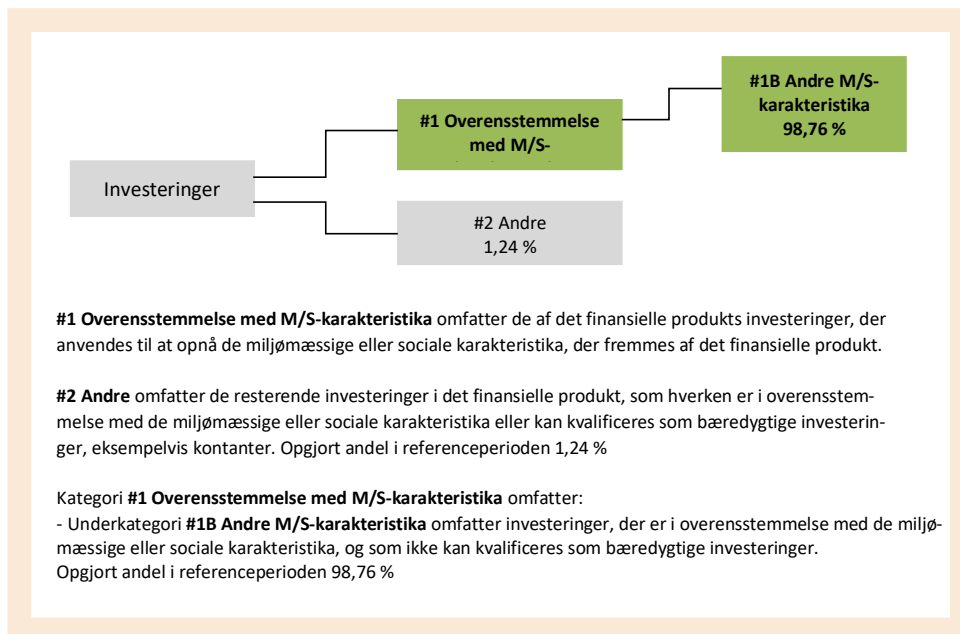 #1B Andre M/S-
karakteristika
98,76 %
#1 Overensstemmelse
med M/S-
Investeringer
#2 Andre
1,24 %
#1 Overensstemmelse med M/S-karakteristika omfatter de af det finansielle produkts investeringer, der
anvendes til at opnå de miljømæssige eller sociale karakteristika, der fremmes af det finansielle produkt.
#2 Andre omfatter de resterende investeringer i det finansielle produkt, som hverken er i overensstem-
melse med de miljømæssige eller sociale karakteristika eller kan kvalificeres som bæredygtige investerin-
ger, eksempelvis kontanter. Opgjort andel i referenceperioden 1,24 %
Kategori #1 Overensstemmelse med M/S-karakteristika omfatter:
- Underkategori #1B Andre M/S-karakteristika omfatter investeringer, der er i overensstemmelse med de miljø-
mæssige eller sociale karakteristika, og som ikke kan kvalificeres som bæredygtige investeringer.
Opgjort andel i referenceperioden 98,76 %